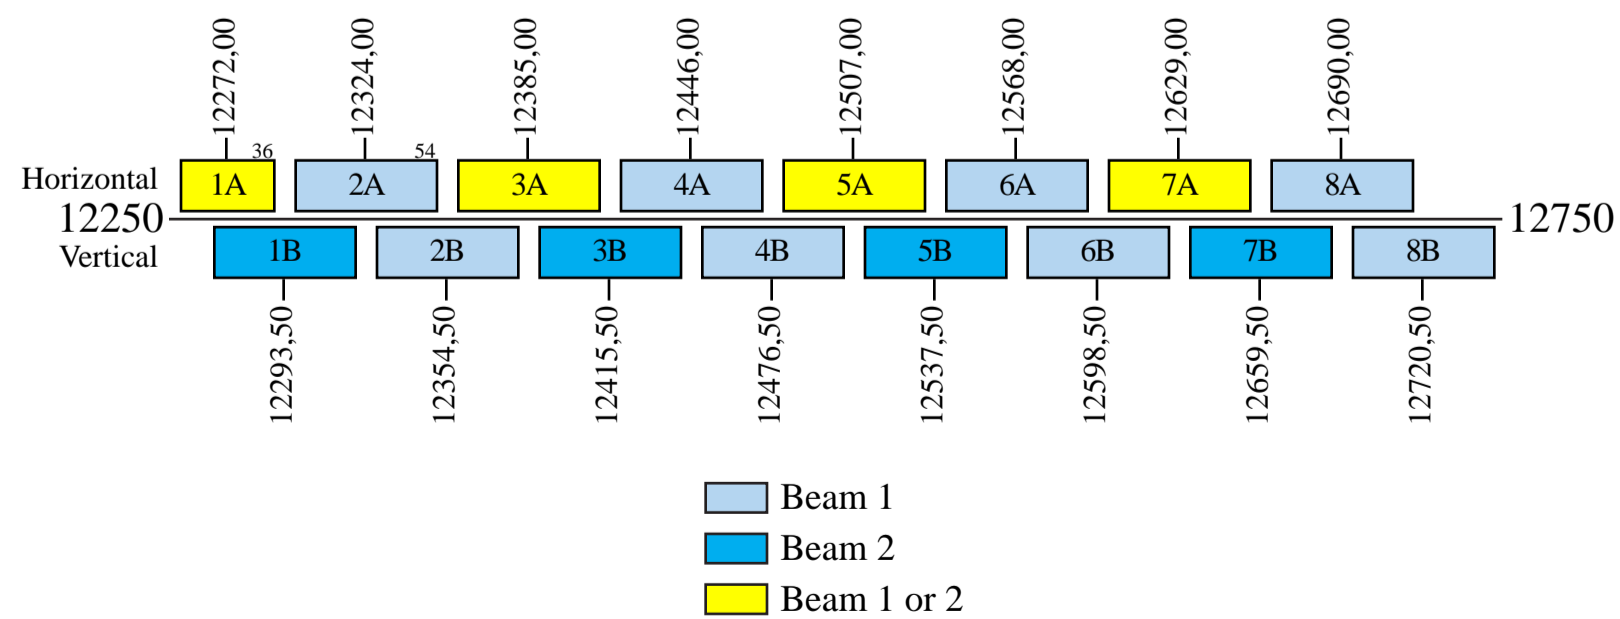 12272,00 12324,00 12385,00 12446,00 12507,00 12568,00 12629,00 12690,00
36 54
Horizontal 1A 2A 3A 4A 5A 6A 7A 8A
12250 12750
Vertical 1B 2B 3B 4B 5B 6B 7B 8B
12293,50 12354,50 12415,50 12476,50 12537,50 12598,50 12659,50 12720,50
Beam 1
Beam 2
Beam 1 or 2